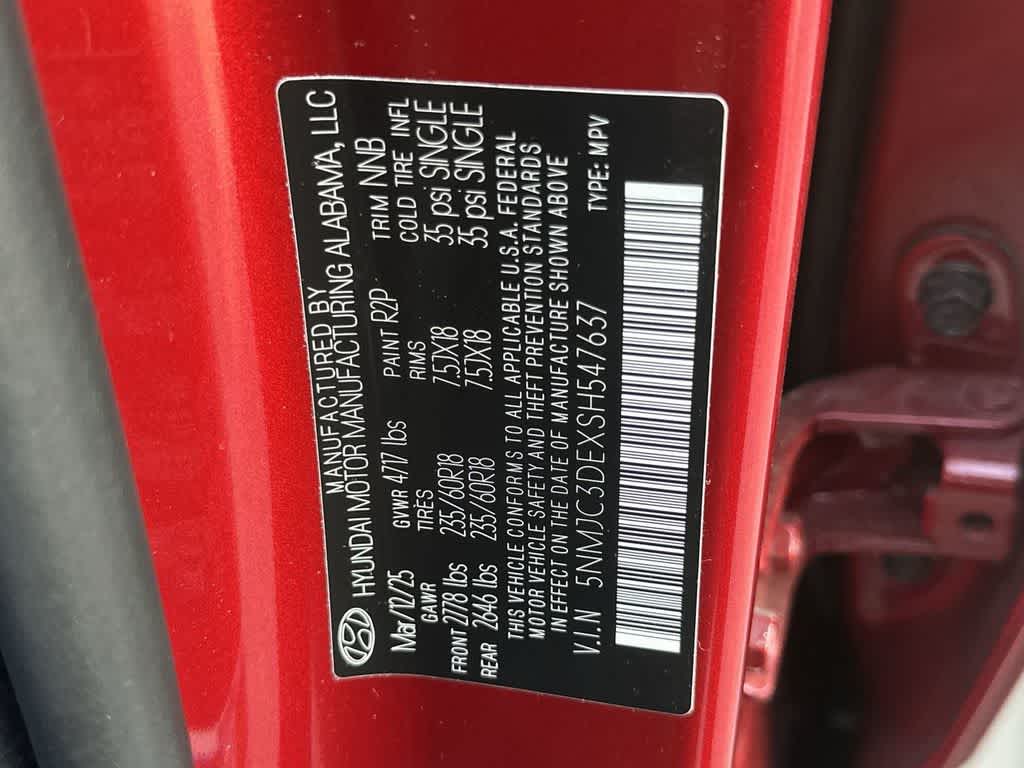 MANUFACTURED BY
HYUNDAI MOTOR MANUFACTURING ALABAMA, LLC
Mar/12/25 GVWR 4717 lbs PAINT R2P TRIM NNB
GAWR TIRES RIMS COLD TIRE INFL
FRONT 2778 lbs 235/60R18 7.5JX18 35 psi SINGLE
REAR 2646 lbs 235/60R18 7.5JX18 35 psi SINGLE
THIS VEHICLE CONFORMS TO ALL APPLICABLE U.S.A. FEDERAL
MOTOR VEHICLE SAFETY AND THEFT PREVENTION STANDARDS
IN EFFECT ON THE DATE OF MANUFACTURE SHOWN ABOVE
V.I.N 5NMJC3DEXSH547637 TYPE: MPV